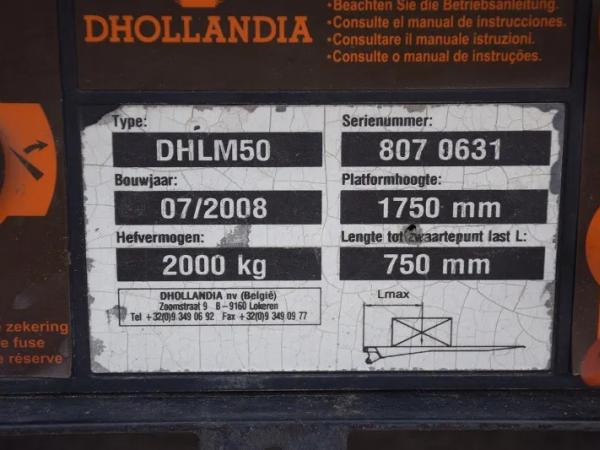 DHOLLANDIA
•Beachten Sie die Betriebsanleitung.
•Consulte el manual de instrucciones.
•Consultare il manuale istruzioni.
•Consulte o manual de instruções.
Type:
DHLM50
Serienummer:
807 0631
Bouwjaar:
07/2008
Platformhoogte:
1750 mm
Hefvermogen:
2000 kg
Lengte tot zwaartepunt last L:
750 mm
DHOLLANDIA nv (België)
Zoomstraat 9 B-9160 Lokeren
Tel +32(0)9 349 06 92 Fax +32(0)9 349 09 77
Lmax
zekering
fuse
réserve